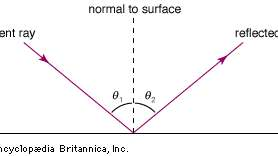 normal to surface
ent ray
reflected
θ1 θ2
ncyclopædia Britannica, Inc.